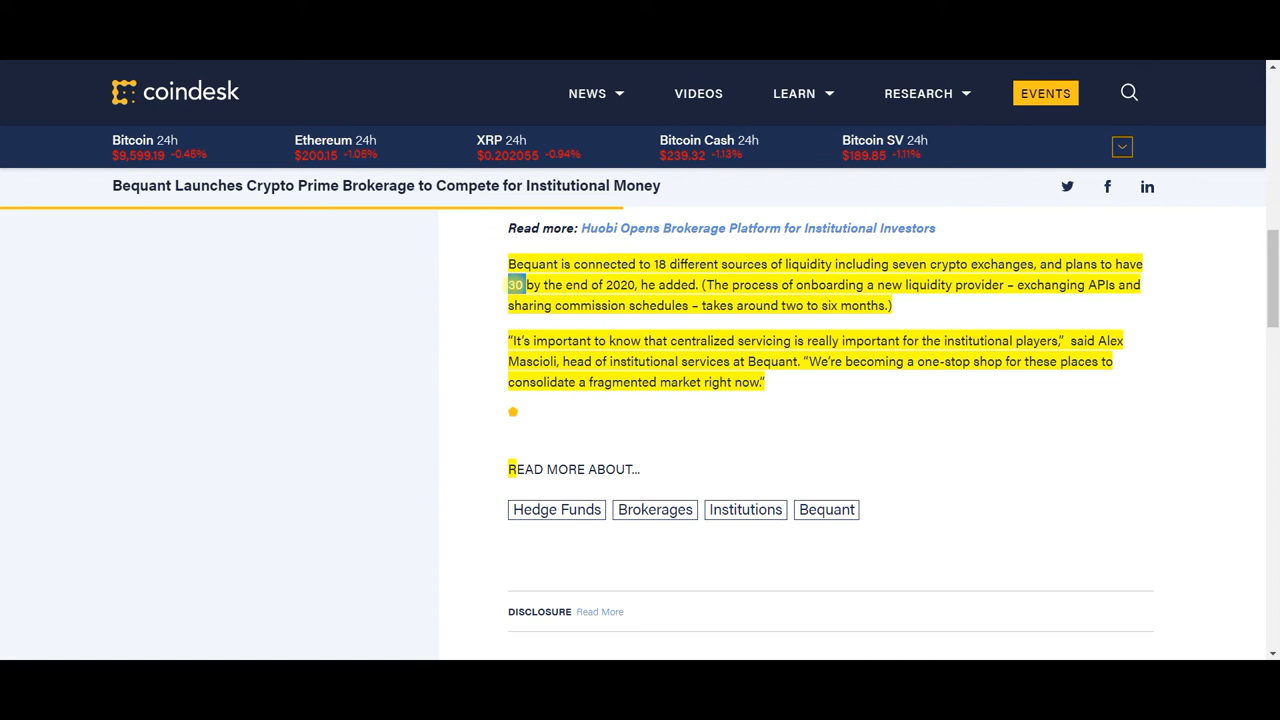 coindesk
NEWS
VIDEOS
LEARN
RESEARCH
EVENTS
Bitcoin 24h
$9,599.19 -0.45%
Ethereum 24h
$200.15 -1.05%
XRP 24h
$0.202055 -0.94%
Bitcoin Cash 24h
$239.32 -1.13%
Bitcoin SV 24h
$189.85 -1.11%
Bequant Launches Crypto Prime Brokerage to Compete for Institutional Money
Read more: Huobi Opens Brokerage Platform for Institutional Investors
Bequant is connected to 18 different sources of liquidity including seven crypto exchanges, and plans to have
30 by the end of 2020, he added. (The process of onboarding a new liquidity provider – exchanging APIs and
sharing commission schedules – takes around two to six months.)
“It’s important to know that centralized servicing is really important for the institutional players,”  said Alex
Mascioli, head of institutional services at Bequant. “We’re becoming a one-stop shop for these places to
consolidate a fragmented market right now.”
READ MORE ABOUT...
Hedge Funds
Brokerages
Institutions
Bequant
DISCLOSURE Read More